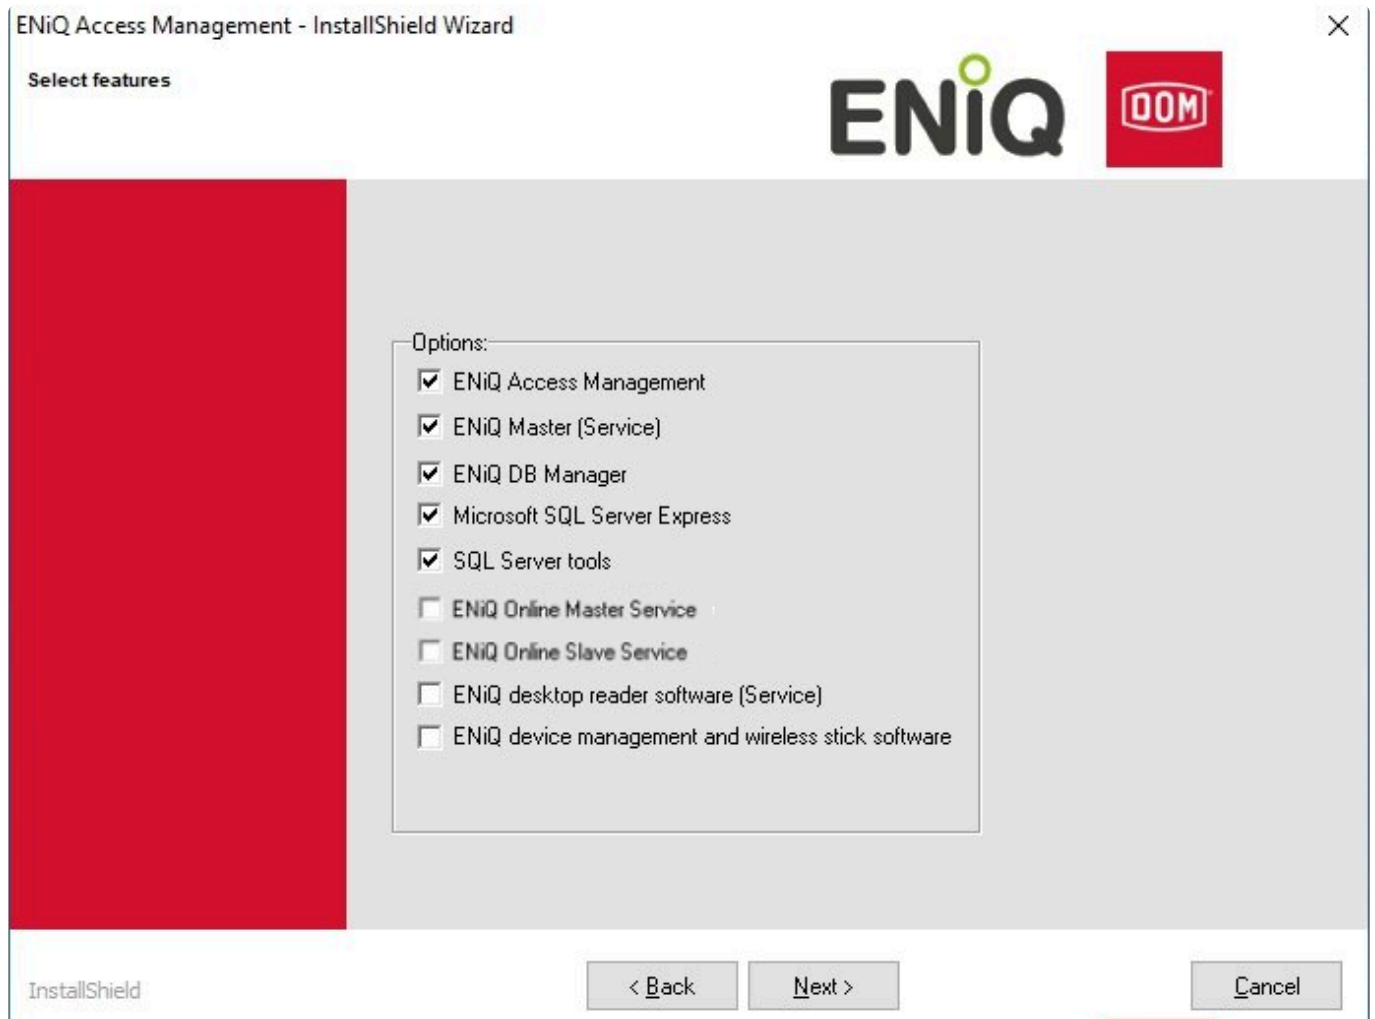 ENiQ Access Management - InstallShield Wizard
Select features
ENiQ
DOM
Options:
ENiQ Access Management
ENiQ Master (Service)
ENiQ DB Manager
Microsoft SQL Server Express
SQL Server tools
ENiQ Online Master Service
ENiQ Online Slave Service
ENiQ desktop reader software (Service)
ENiQ device management and wireless stick software
InstallShield
< Back
Next >
Cancel